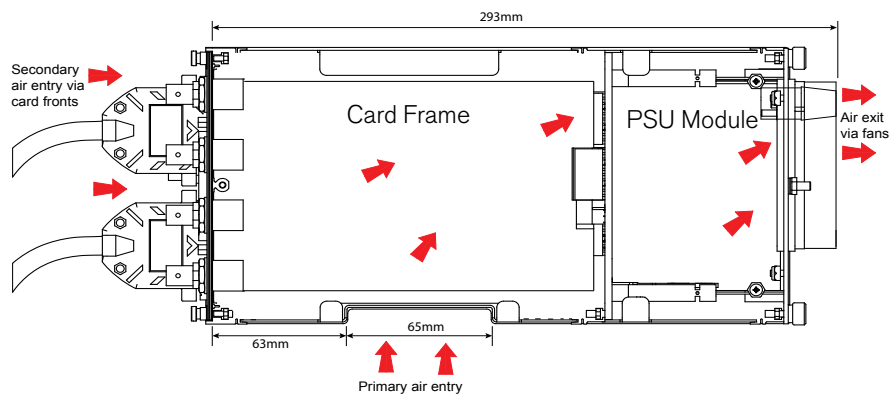 293mm
Secondary
air entry via
card fronts
Card Frame
PSU Module
Air exit
via fans
63mm
65mm
Primary air entry